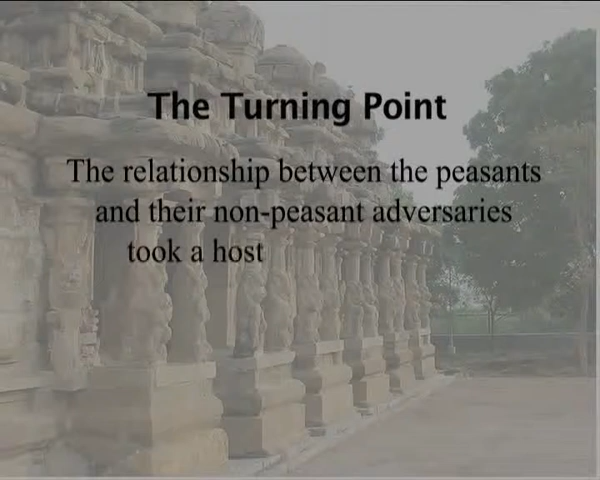 The Turning Point
The relationship between the peasants
and their non-peasant adversaries
took a host